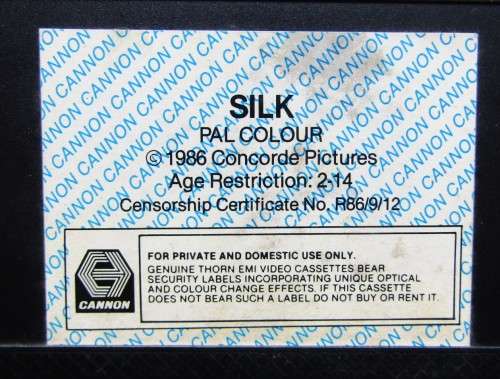 SILK
PAL COLOUR
© 1986 Concorde Pictures
Age Restriction: 2-14
Censorship Certificate No. R86/9/12
FOR PRIVATE AND DOMESTIC USE ONLY.
GENUINE THORN EMI VIDEO CASSETTES BEAR
SECURITY LABELS INCORPORATING UNIQUE OPTICAL
AND COLOUR CHANGE EFFECTS. IF THIS CASSETTE
DOES NOT BEAR SUCH A LABEL DO NOT BUY OR RENT IT.
CANNON